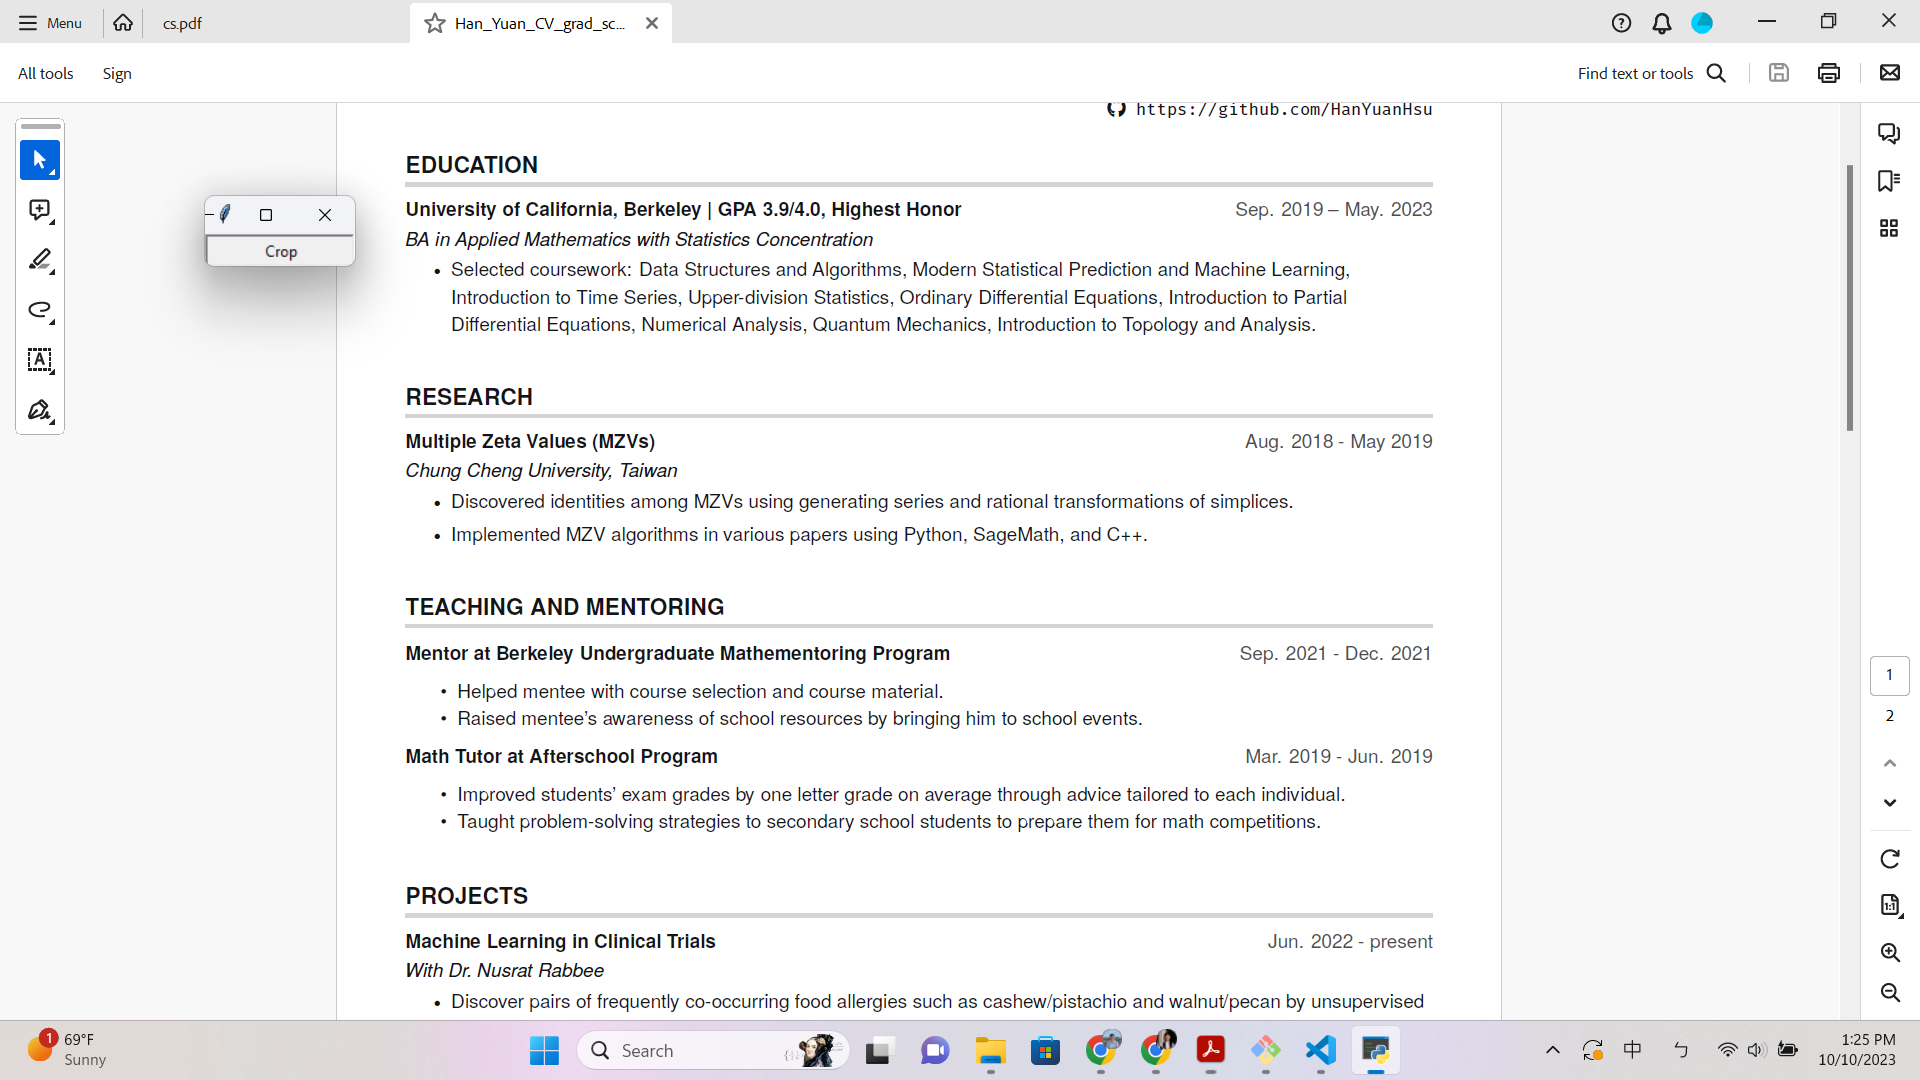 Menu
cs.pdf
Han_Yuan_CV_grad_sc...
All tools
Sign
Find text or tools
https://github.com/HanYuanHsu
Crop
EDUCATION
University of California, Berkeley | GPA 3.9/4.0, Highest Honor Sep. 2019 – May. 2023
BA in Applied Mathematics with Statistics Concentration
• Selected coursework: Data Structures and Algorithms, Modern Statistical Prediction and Machine Learning,
Introduction to Time Series, Upper-division Statistics, Ordinary Differential Equations, Introduction to Partial
Differential Equations, Numerical Analysis, Quantum Mechanics, Introduction to Topology and Analysis.
RESEARCH
Multiple Zeta Values (MZVs) Aug. 2018 - May 2019
Chung Cheng University, Taiwan
• Discovered identities among MZVs using generating series and rational transformations of simplices.
• Implemented MZV algorithms in various papers using Python, SageMath, and C++.
TEACHING AND MENTORING
Mentor at Berkeley Undergraduate Mathementoring Program Sep. 2021 - Dec. 2021
• Helped mentee with course selection and course material.
• Raised mentee's awareness of school resources by bringing him to school events.
Math Tutor at Afterschool Program Mar. 2019 - Jun. 2019
• Improved students' exam grades by one letter grade on average through advice tailored to each individual.
• Taught problem-solving strategies to secondary school students to prepare them for math competitions.
PROJECTS
Machine Learning in Clinical Trials Jun. 2022 - present
With Dr. Nusrat Rabbee
• Discover pairs of frequently co-occurring food allergies such as cashew/pistachio and walnut/pecan by unsupervised
1
2
1:1
1
69°F
Sunny
Search
中
ㄣ
1:25 PM
10/10/2023